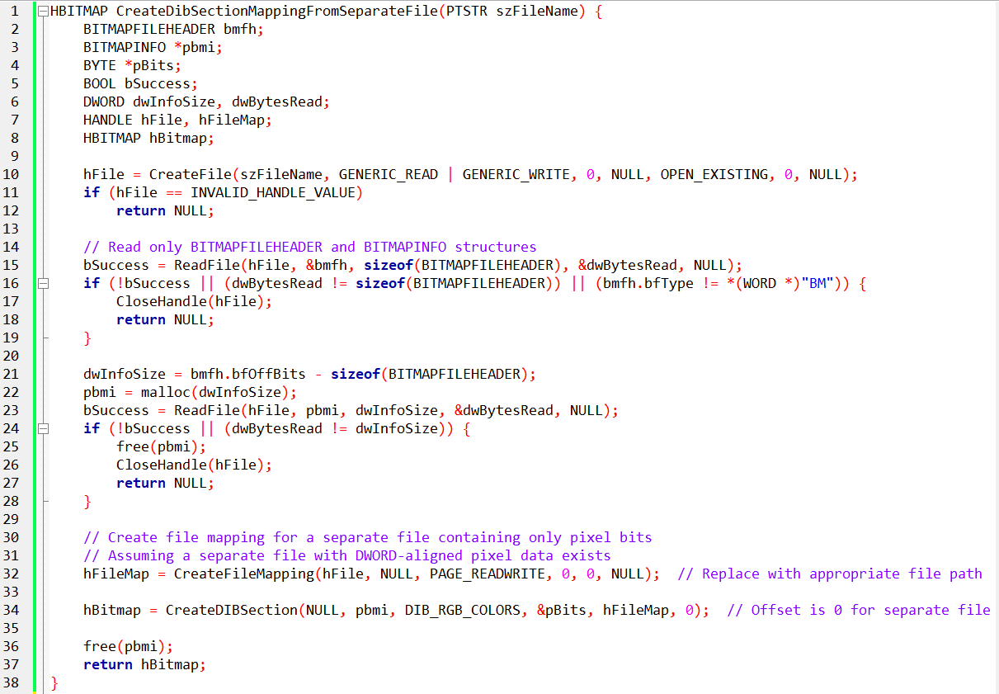 1 HBITMAP CreateDibSectionMappingFromSeparateFile(PTSTR szFileName) {
2     BITMAPFILEHEADER bmfh;
3     BITMAPINFO *pbmi;
4     BYTE *pBits;
5     BOOL bSuccess;
6     DWORD dwInfoSize, dwBytesRead;
7     HANDLE hFile, hFileMap;
8     HBITMAP hBitmap;
9
10     hFile = CreateFile(szFileName, GENERIC_READ | GENERIC_WRITE, 0, NULL, OPEN_EXISTING, 0, NULL);
11     if (hFile == INVALID_HANDLE_VALUE)
12         return NULL;
13
14     // Read only BITMAPFILEHEADER and BITMAPINFO structures
15     bSuccess = ReadFile(hFile, &bmfh, sizeof(BITMAPFILEHEADER), &dwBytesRead, NULL);
16     if (!bSuccess || (dwBytesRead != sizeof(BITMAPFILEHEADER)) || (bmfh.bfType != *(WORD *)"BM")) {
17         CloseHandle(hFile);
18         return NULL;
19     }
20
21     dwInfoSize = bmfh.bfOffBits - sizeof(BITMAPFILEHEADER);
22     pbmi = malloc(dwInfoSize);
23     bSuccess = ReadFile(hFile, pbmi, dwInfoSize, &dwBytesRead, NULL);
24     if (!bSuccess || (dwBytesRead != dwInfoSize)) {
25         free(pbmi);
26         CloseHandle(hFile);
27         return NULL;
28     }
29
30     // Create file mapping for a separate file containing only pixel bits
31     // Assuming a separate file with DWORD-aligned pixel data exists
32     hFileMap = CreateFileMapping(hFile, NULL, PAGE_READWRITE, 0, 0, NULL);  // Replace with appropriate file path
33
34     hBitmap = CreateDIBSection(NULL, pbmi, DIB_RGB_COLORS, &pBits, hFileMap, 0);  // Offset is 0 for separate file
35
36     free(pbmi);
37     return hBitmap;
38 }